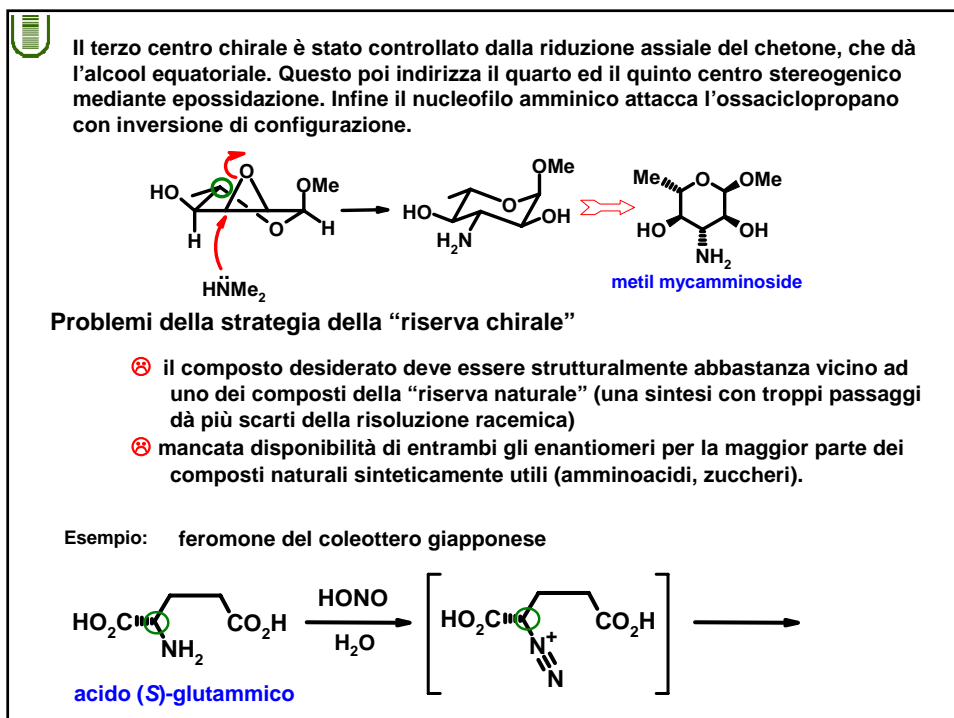 Il terzo centro chirale è stato controllato dalla riduzione assiale del chetone, che dà
l'alcool equatoriale. Questo poi indirizza il quarto ed il quinto centro stereogenico
mediante epossidazione. Infine il nucleofilo amminico attacca l'ossaciclopropano
con inversione di configurazione.
HO O OMe O H H
HN̈Me₂
OMe O HO OH H₂N
Me O OMe HO OH NH₂
metil mycamminoside
Problemi della strategia della “riserva chirale”
il composto desiderato deve essere strutturalmente abbastanza vicino ad
uno dei composti della “riserva naturale” (una sintesi con troppi passaggi
dà più scarti della risoluzione racemica)
mancata disponibilità di entrambi gli enantiomeri per la maggior parte dei
composti naturali sinteticamente utili (amminoacidi, zuccheri).
Esempio: feromone del coleottero giapponese
HO₂C CO₂H NH₂
HONO
H₂O
HO₂C CO₂H N⁺ N
acido (S)-glutammico